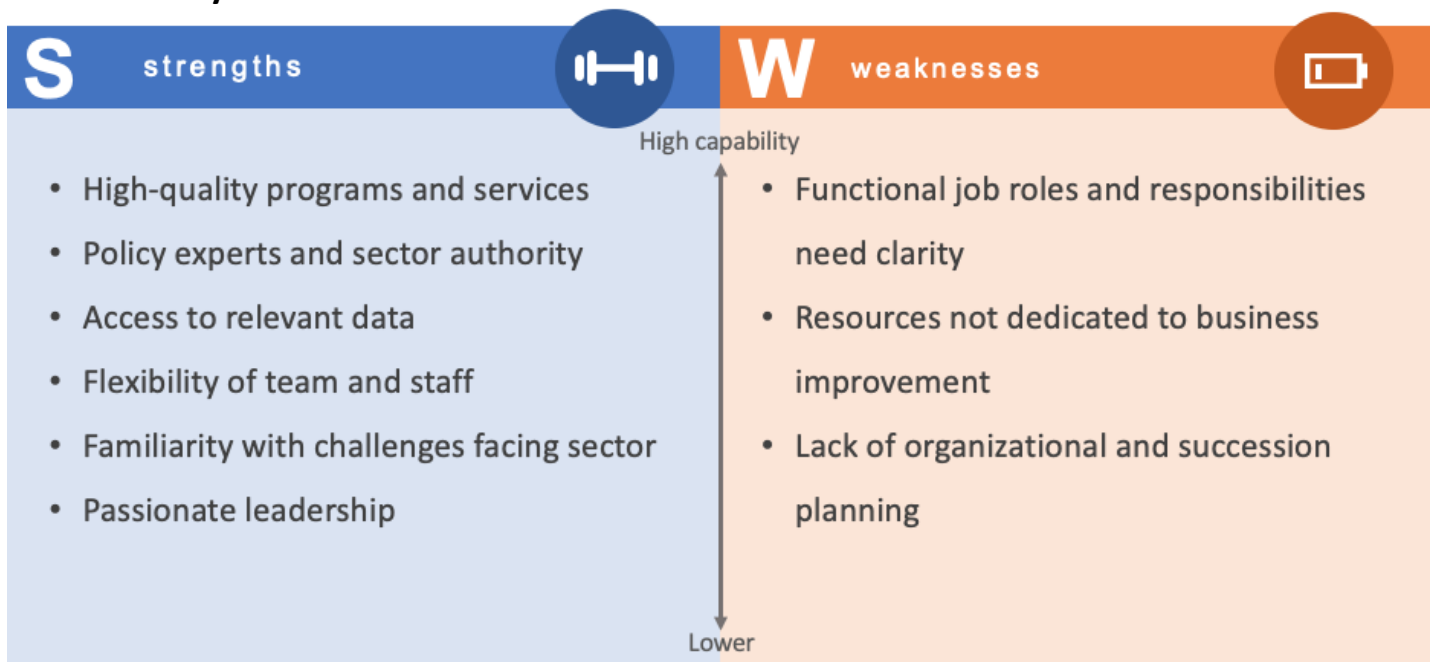 S strengths
W weaknesses
High capability
• High-quality programs and services
• Policy experts and sector authority
• Access to relevant data
• Flexibility of team and staff
• Familiarity with challenges facing sector
• Passionate leadership
• Functional job roles and responsibilities
need clarity
• Resources not dedicated to business
improvement
• Lack of organizational and succession
planning
Lower